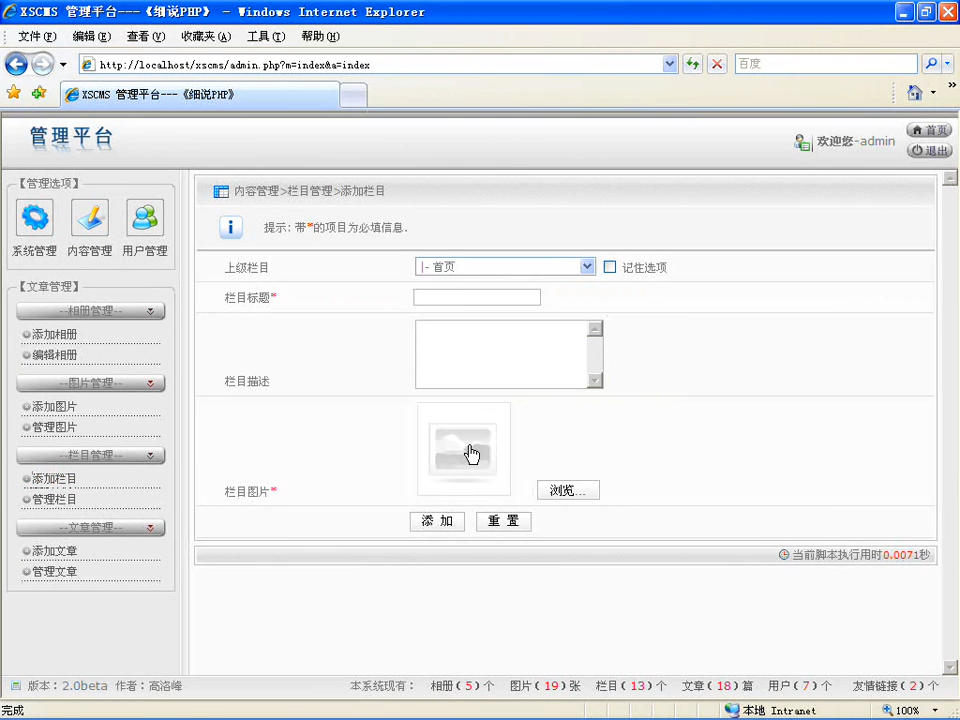 XSCMS 管理平台---《细说PHP》 - Windows Internet Explorer
文件(F) 编辑(E) 查看(V) 收藏夹(A) 工具(T) 帮助(H)
http://localhost/xscms/admin.php?m=index&a=index
百度
XSCMS 管理平台---《细说PHP》
管理平台
欢迎您-admin
首页
退出
【管理选项】
系统管理 内容管理 用户管理
【文章管理】
--相册管理--
添加相册
编辑相册
--图片管理--
添加图片
管理图片
--栏目管理--
添加栏目
管理栏目
--文章管理--
添加文章
管理文章
内容管理>栏目管理>添加栏目
提示: 带*的项目为必填信息.
上级栏目 |- 首页 记住选项
栏目标题*
栏目描述
栏目图片* 浏览...
添 加 重 置
当前脚本执行用时0.0071秒
版本: 2.0beta 作者: 高洛峰 本系统现有: 相册(5)个 图片(19)张 栏目(13)个 文章(18)篇 用户(7)个 友情链接(2)个
完成 本地 Intranet 100%